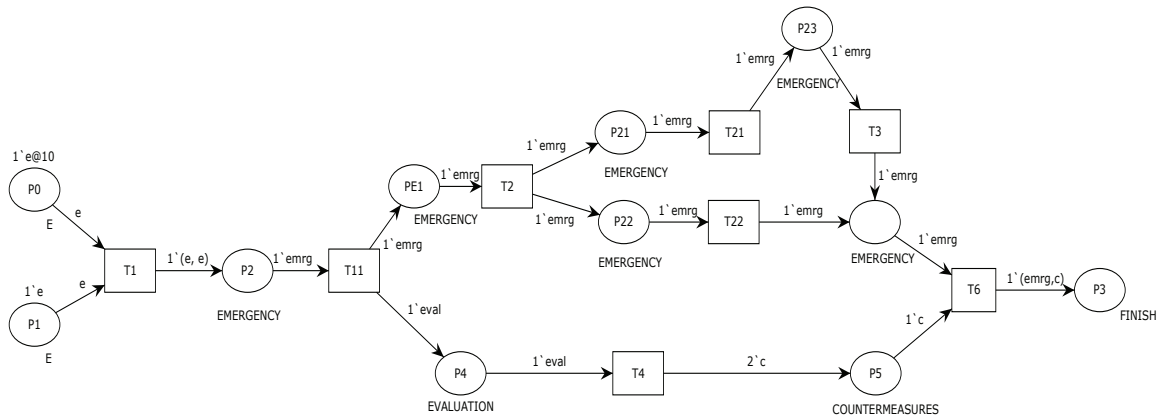 P23
1`emrg
1`emrg
EMERGENCY
P21
1`emrg
T21
T3
1`emrg
EMERGENCY
1`e@10
P0
e
E
PE1
1`emrg
T2
EMERGENCY
1`emrg
1`emrg
P22
1`emrg
T22
1`emrg
EMERGENCY
1`emrg
EMERGENCY
1`emrg
1`emrg
T1
1`(e, e)
P2
1`emrg
T11
EMERGENCY
1`e
e
P1
E
T6
1`(emrg,c)
P3
FINISH
1`eval
P4
1`eval
T4
2`c
P5
1`c
EVALUATION
COUNTERMEASURES